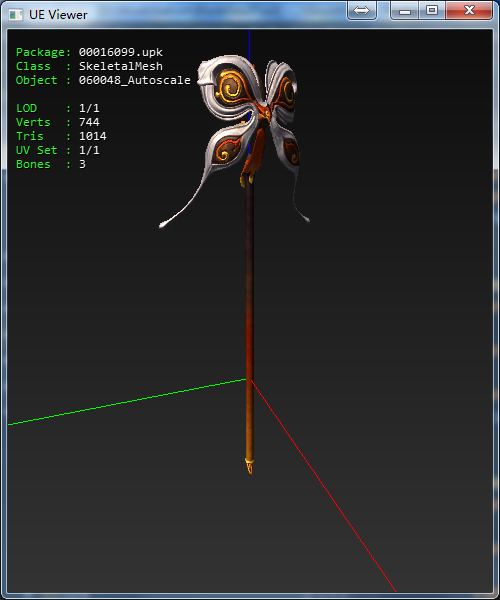 UE Viewer
Package: 00016099.upk
Class : SkeletalMesh
Object : 060048_Autoscale
LOD : 1/1
Verts : 744
Tris : 1014
UV Set : 1/1
Bones : 3